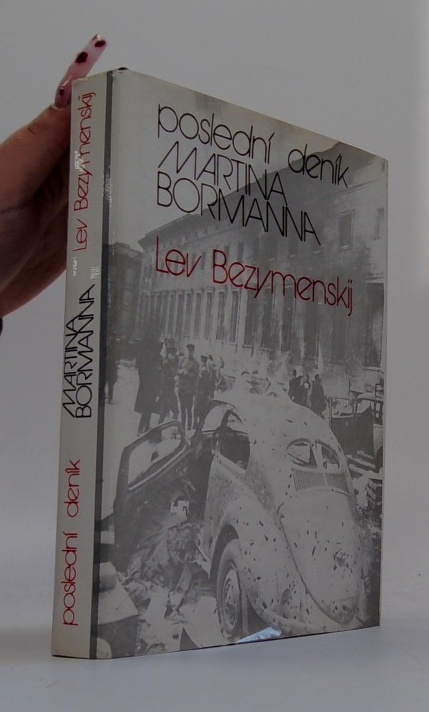 poslední deník
MARTINA
BORMANNA
Lev Bezymenskij
poslední deník
MARTINA
BORMANNA
Lev Bezymenskij